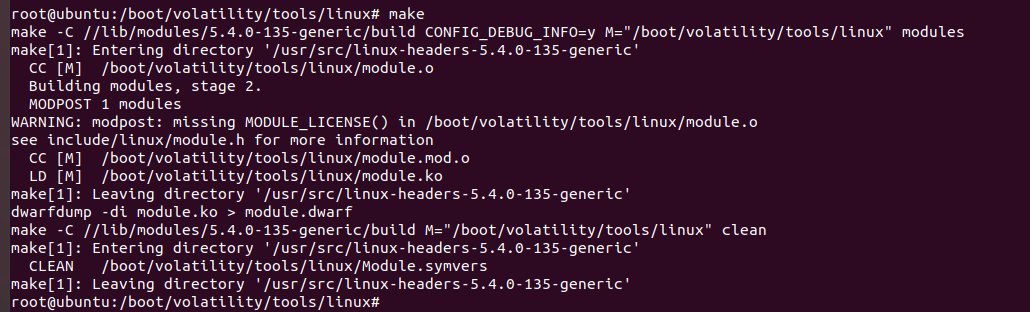 root@ubuntu:/boot/volatility/tools/linux# make
make -C //lib/modules/5.4.0-135-generic/build CONFIG_DEBUG_INFO=y M="/boot/volatility/tools/linux" modules
make[1]: Entering directory '/usr/src/linux-headers-5.4.0-135-generic'
  CC [M]  /boot/volatility/tools/linux/module.o
  Building modules, stage 2.
  MODPOST 1 modules
WARNING: modpost: missing MODULE_LICENSE() in /boot/volatility/tools/linux/module.o
see include/linux/module.h for more information
  CC [M]  /boot/volatility/tools/linux/module.mod.o
  LD [M]  /boot/volatility/tools/linux/module.ko
make[1]: Leaving directory '/usr/src/linux-headers-5.4.0-135-generic'
dwarfdump -di module.ko > module.dwarf
make -C //lib/modules/5.4.0-135-generic/build M="/boot/volatility/tools/linux" clean
make[1]: Entering directory '/usr/src/linux-headers-5.4.0-135-generic'
  CLEAN   /boot/volatility/tools/linux/Module.symvers
make[1]: Leaving directory '/usr/src/linux-headers-5.4.0-135-generic'
root@ubuntu:/boot/volatility/tools/linux#